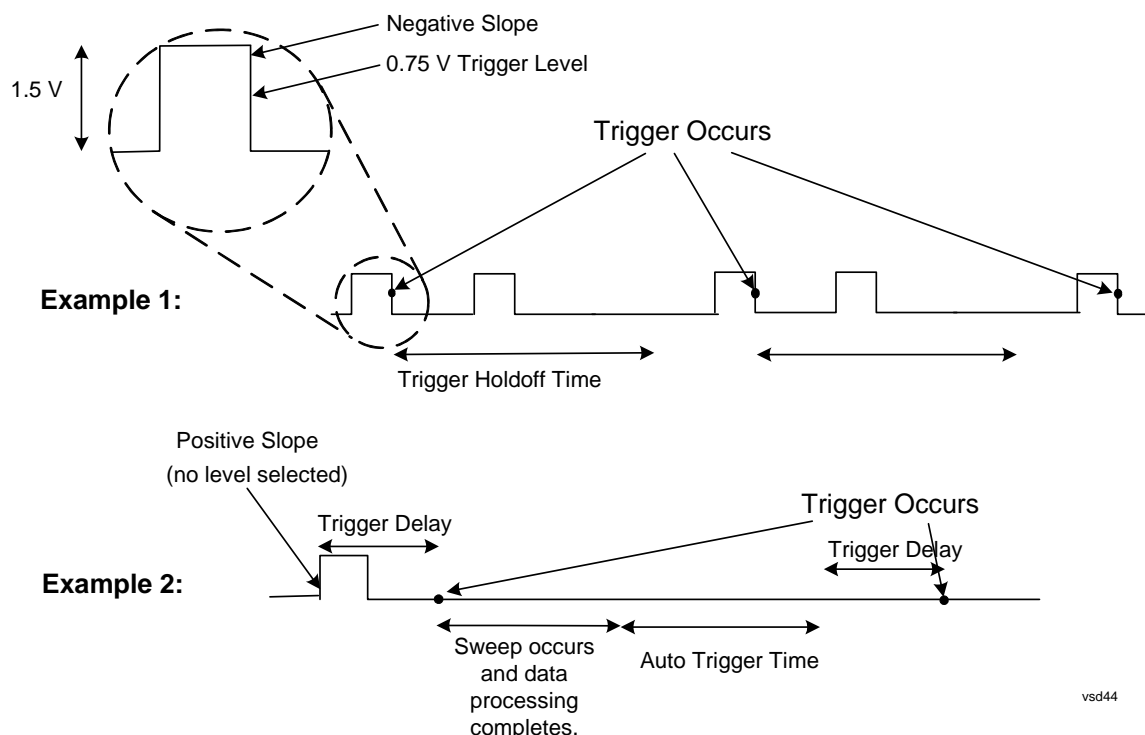 Negative Slope
0.75 V Trigger Level
1.5 V
Trigger Occurs
Example 1:
Trigger Holdoff Time
Positive Slope
(no level selected)
Trigger Delay
Trigger Occurs
Trigger Delay
Example 2:
Sweep occurs
and data
processing
completes.
Auto Trigger Time
vsd44